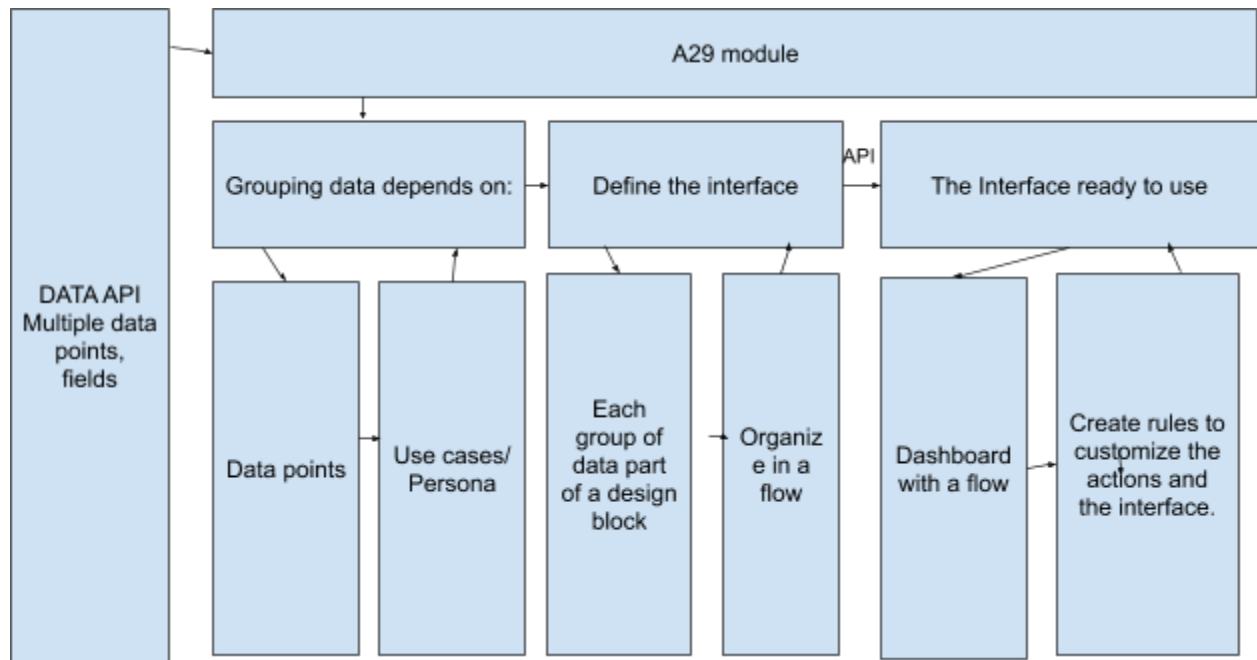 A29 module
API
Grouping data depends on:
Define the interface
The Interface ready to use
DATA API
Multiple data
points,
fields
Data points
Use cases/
Persona
Each
group of
data part
of a design
block
Organiz
e in a
flow
Dashboard
with a flow
Create rules to
customize the
actions and
the interface.